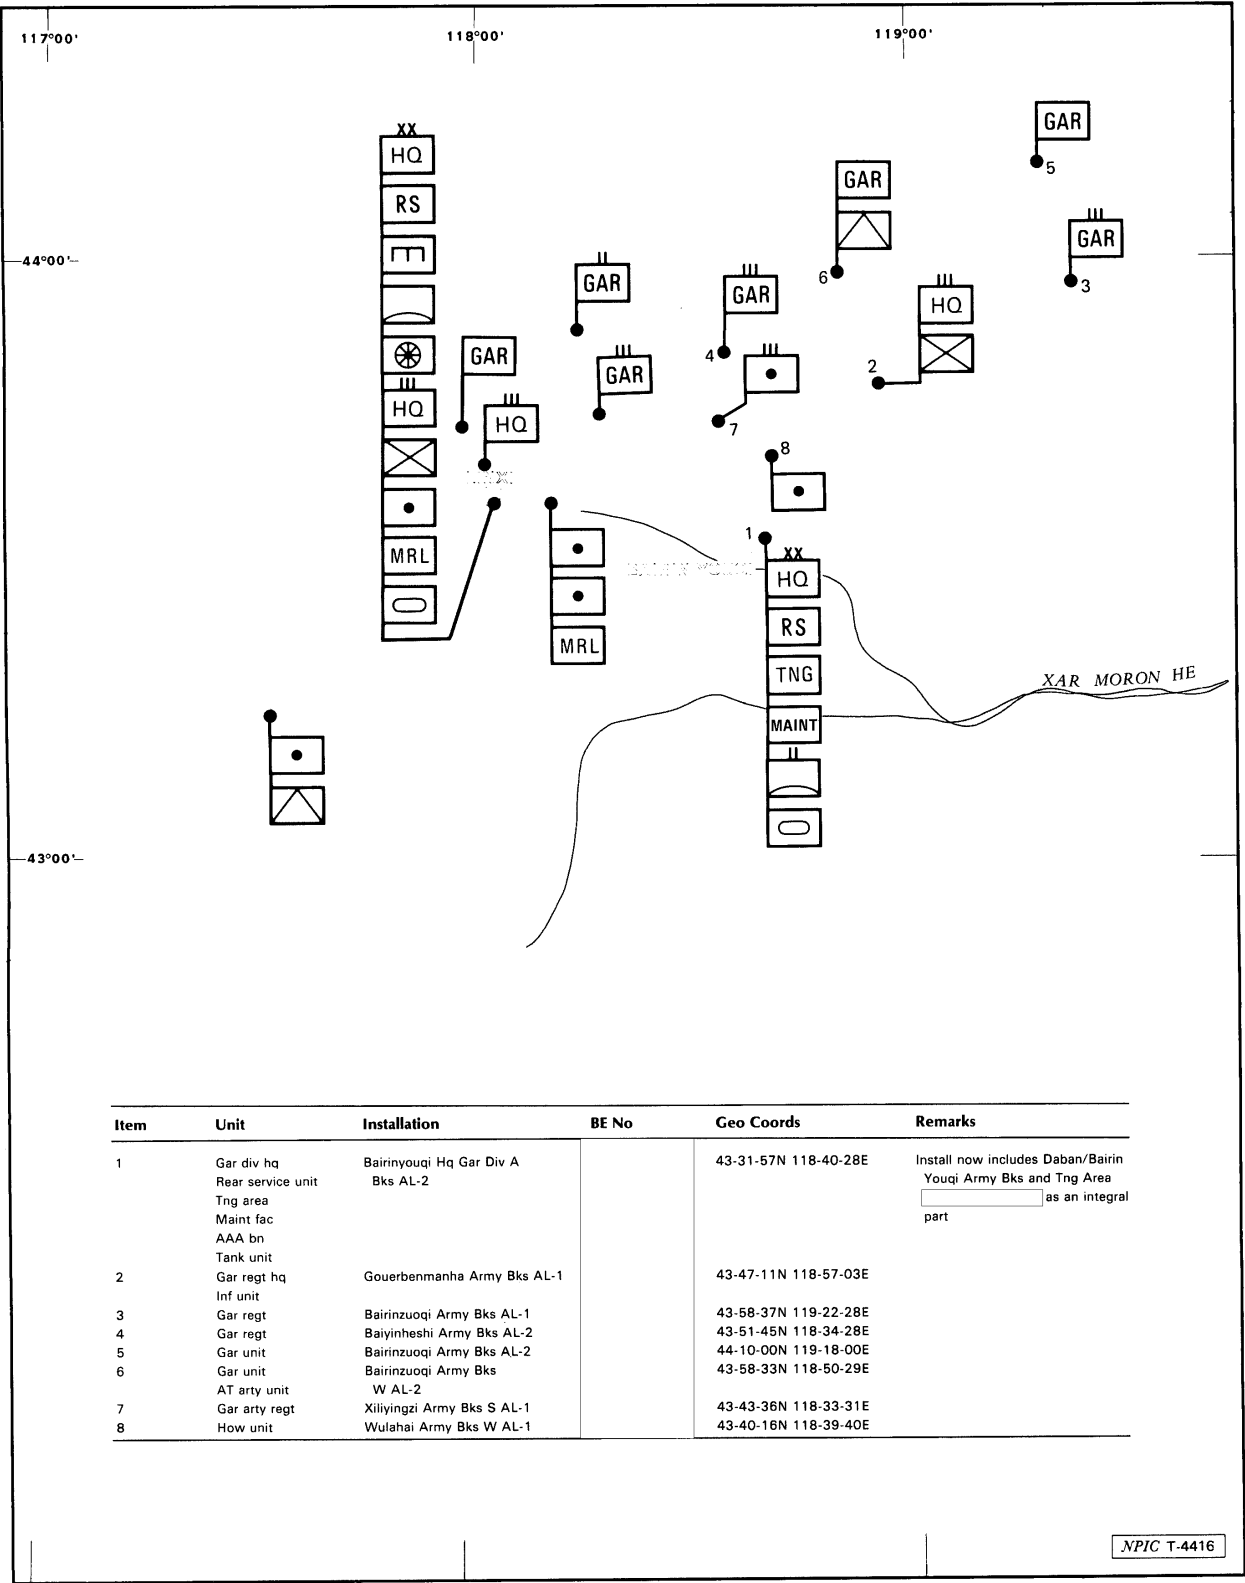 117°00'
118°00'
119°00'
GAR
5
XX
HQ
GAR
RS
GAR
3
44°00'
6
GAR
GAR
HQ
4
GAR
GAR
2
HQ
7
HQ
8
1
XX
MRL
HQ
RS
MRL
TNG
XAR MORON HE
MAINT
43°00'
Item Unit Installation BE No Geo Coords Remarks
1 Gar div hq Bairinyouqi Hq Gar Div A 43-31-57N 118-40-28E Install now includes Daban/Bairin
Rear service unit Bks AL-2 Youqi Army Bks and Tng Area
Tng area as an integral
Maint fac part
AAA bn
Tank unit
2 Gar regt hq Gouerbenmanha Army Bks AL-1 43-47-11N 118-57-03E
Inf unit
3 Gar regt Bairinzuoqi Army Bks AL-1 43-58-37N 119-22-28E
4 Gar regt Baiyinheshi Army Bks AL-2 43-51-45N 118-34-28E
5 Gar unit Bairinzuoqi Army Bks AL-2 44-10-00N 119-18-00E
6 Gar unit Bairinzuoqi Army Bks 43-58-33N 118-50-29E
AT arty unit W AL-2
7 Gar arty regt Xiliyingzi Army Bks S AL-1 43-43-36N 118-33-31E
8 How unit Wulahai Army Bks W AL-1 43-40-16N 118-39-40E
NPIC T-4416